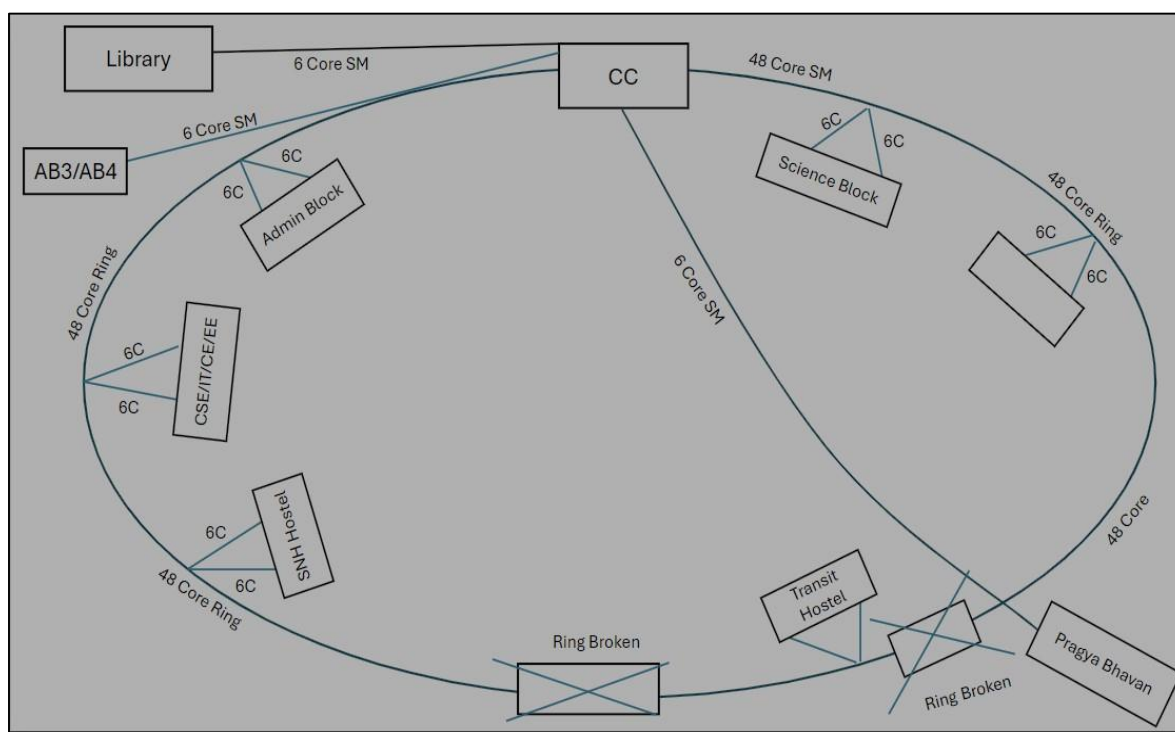 Library
6 Core SM
CC
48 Core SM
6 Core SM
AB3/AB4
6C
6C
Admin Block
6C
6C
Science Block
48 Core Ring
6C
6C
48 Core Ring
6 Core SM
6C
6C
CSE/IT/CE/EE
6C
6C
SNH Hostel
48 Core Ring
48 Core
Transit
Hostel
Ring Broken
Ring Broken
Pragya Bhavan